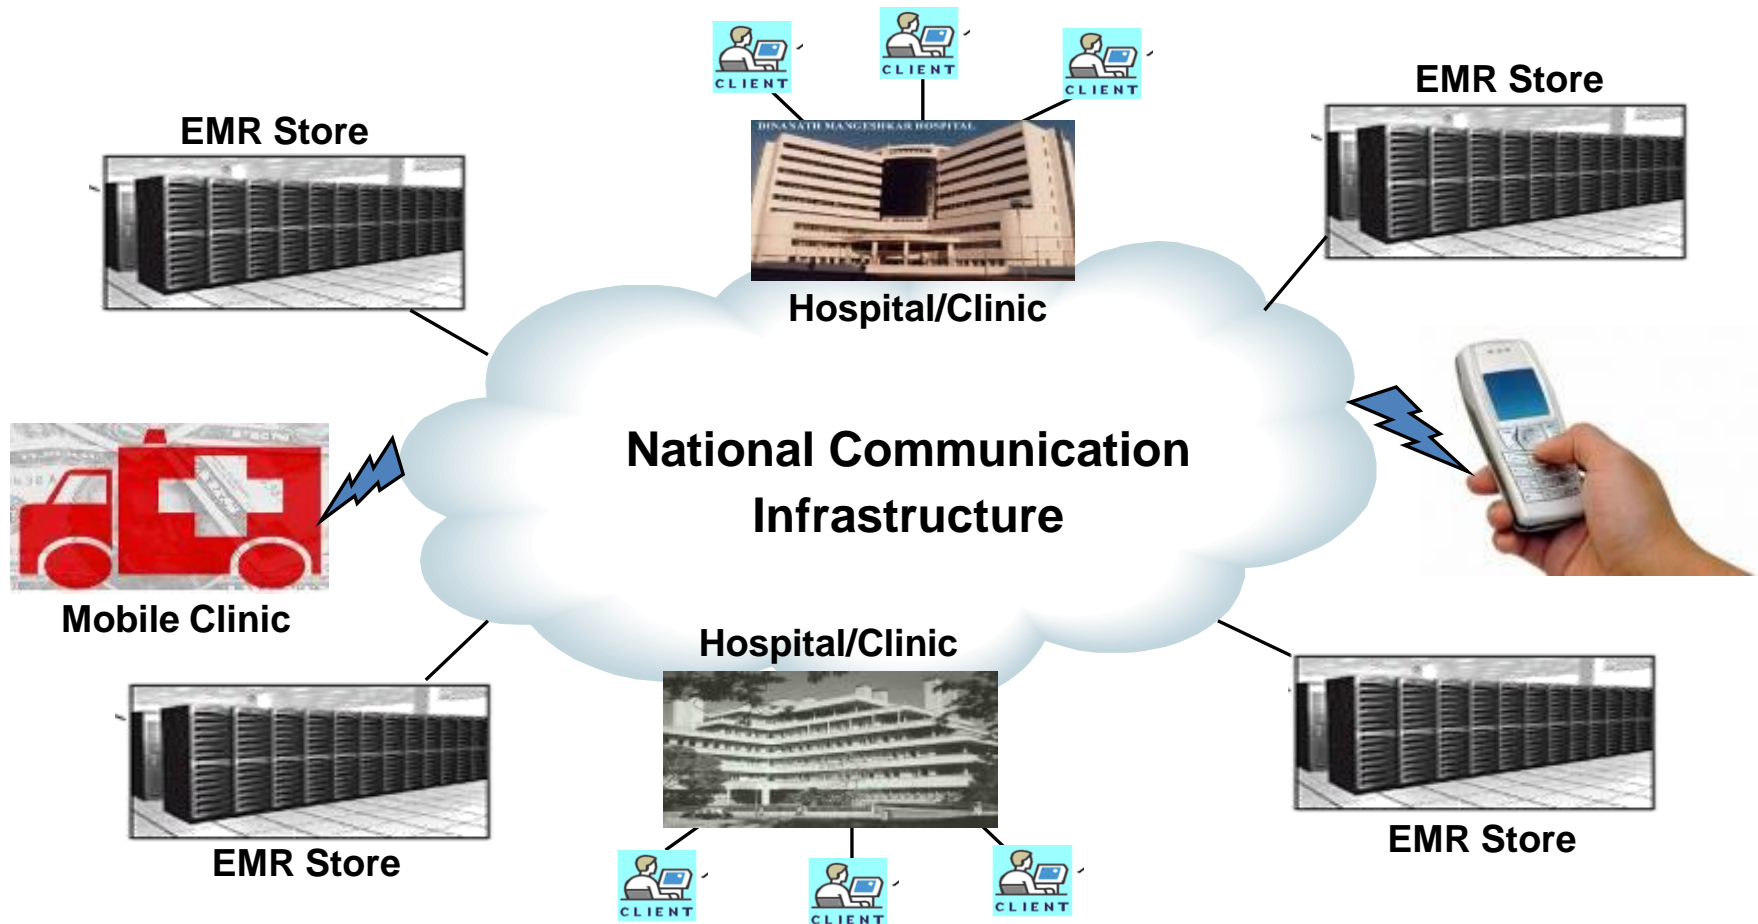 CLIENT
CLIENT
CLIENT
EMR Store
EMR Store
DINANATH MANGESHKAR HOSPITAL
Hospital/Clinic
National Communication
Infrastructure
Mobile Clinic
Hospital/Clinic
EMR Store
EMR Store
CLIENT
CLIENT
CLIENT